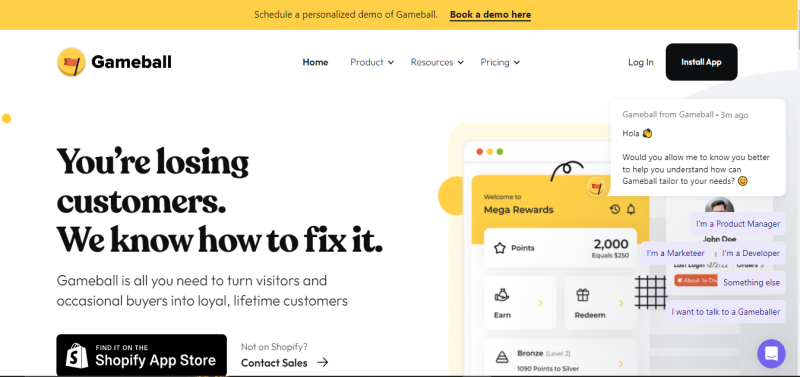 Schedule a personalized demo of Gameball. Book a demo here
Gameball
Home Product Resources Pricing
Log In Install App
You're losing
customers.
We know how to fix it.
Gameball is all you need to turn visitors and
occasional buyers into loyal, lifetime customers
FIND IT ON THE
Shopify App Store
Not on Shopify?
Contact Sales
Welcome to
Mega Rewards
Points
2,000
Equals $250
Earn
Redeem
Bronze (Level 2)
1090 Points to Silver
Gameball from Gameball • 3m ago
Hola 👋
Would you allow me to know you better
to help you understand how can
Gameball tailor to your needs? 😊
John Doe
Last Login
Orders
About to
I'm a Product Manager
I'm a Marketeer
I'm a Developer
Something else
I want to talk to a Gameballer